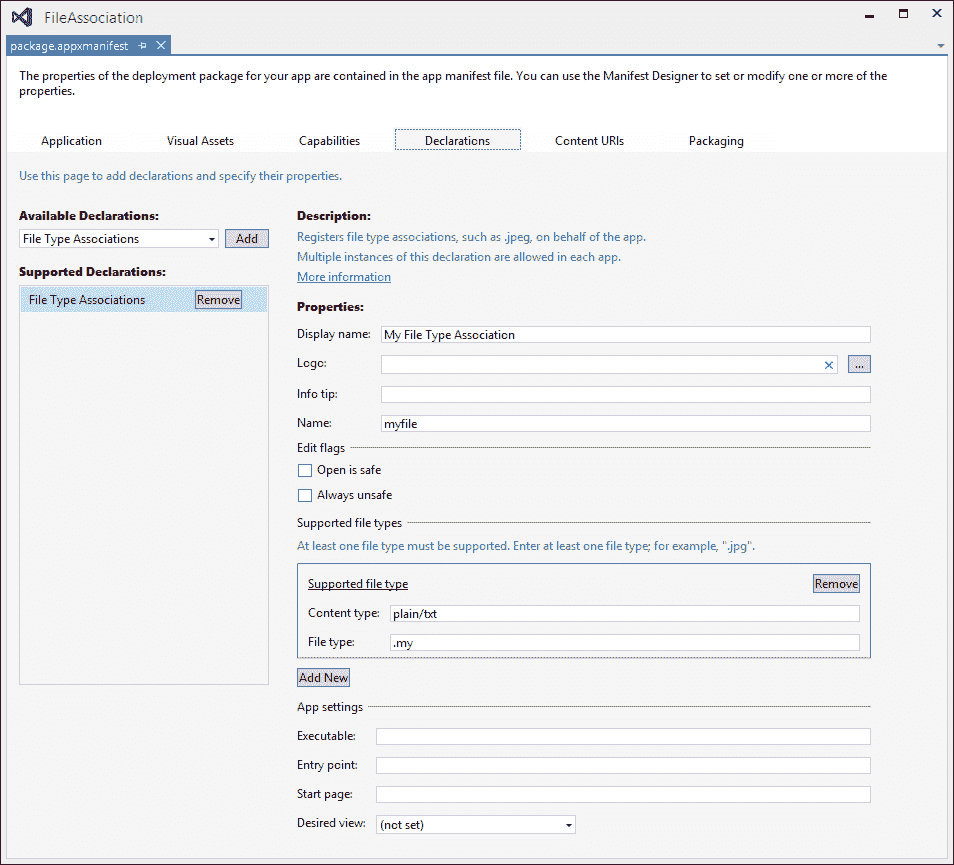 FileAssociation
package.appxmanifest
The properties of the deployment package for your app are contained in the app manifest file. You can use the Manifest Designer to set or modify one or more of the
properties.
Application Visual Assets Capabilities Declarations Content URIs Packaging
Use this page to add declarations and specify their properties.
Available Declarations:
File Type Associations Add
Supported Declarations:
File Type Associations Remove
Description:
Registers file type associations, such as .jpeg, on behalf of the app.
Multiple instances of this declaration are allowed in each app.
More information
Properties:
Display name: My File Type Association
Logo: ...
Info tip:
Name: myfile
Edit flags
Open is safe
Always unsafe
Supported file types
At least one file type must be supported. Enter at least one file type; for example, ".jpg".
Supported file type Remove
Content type: plain/txt
File type: .my
Add New
App settings
Executable:
Entry point:
Start page:
Desired view: (not set)